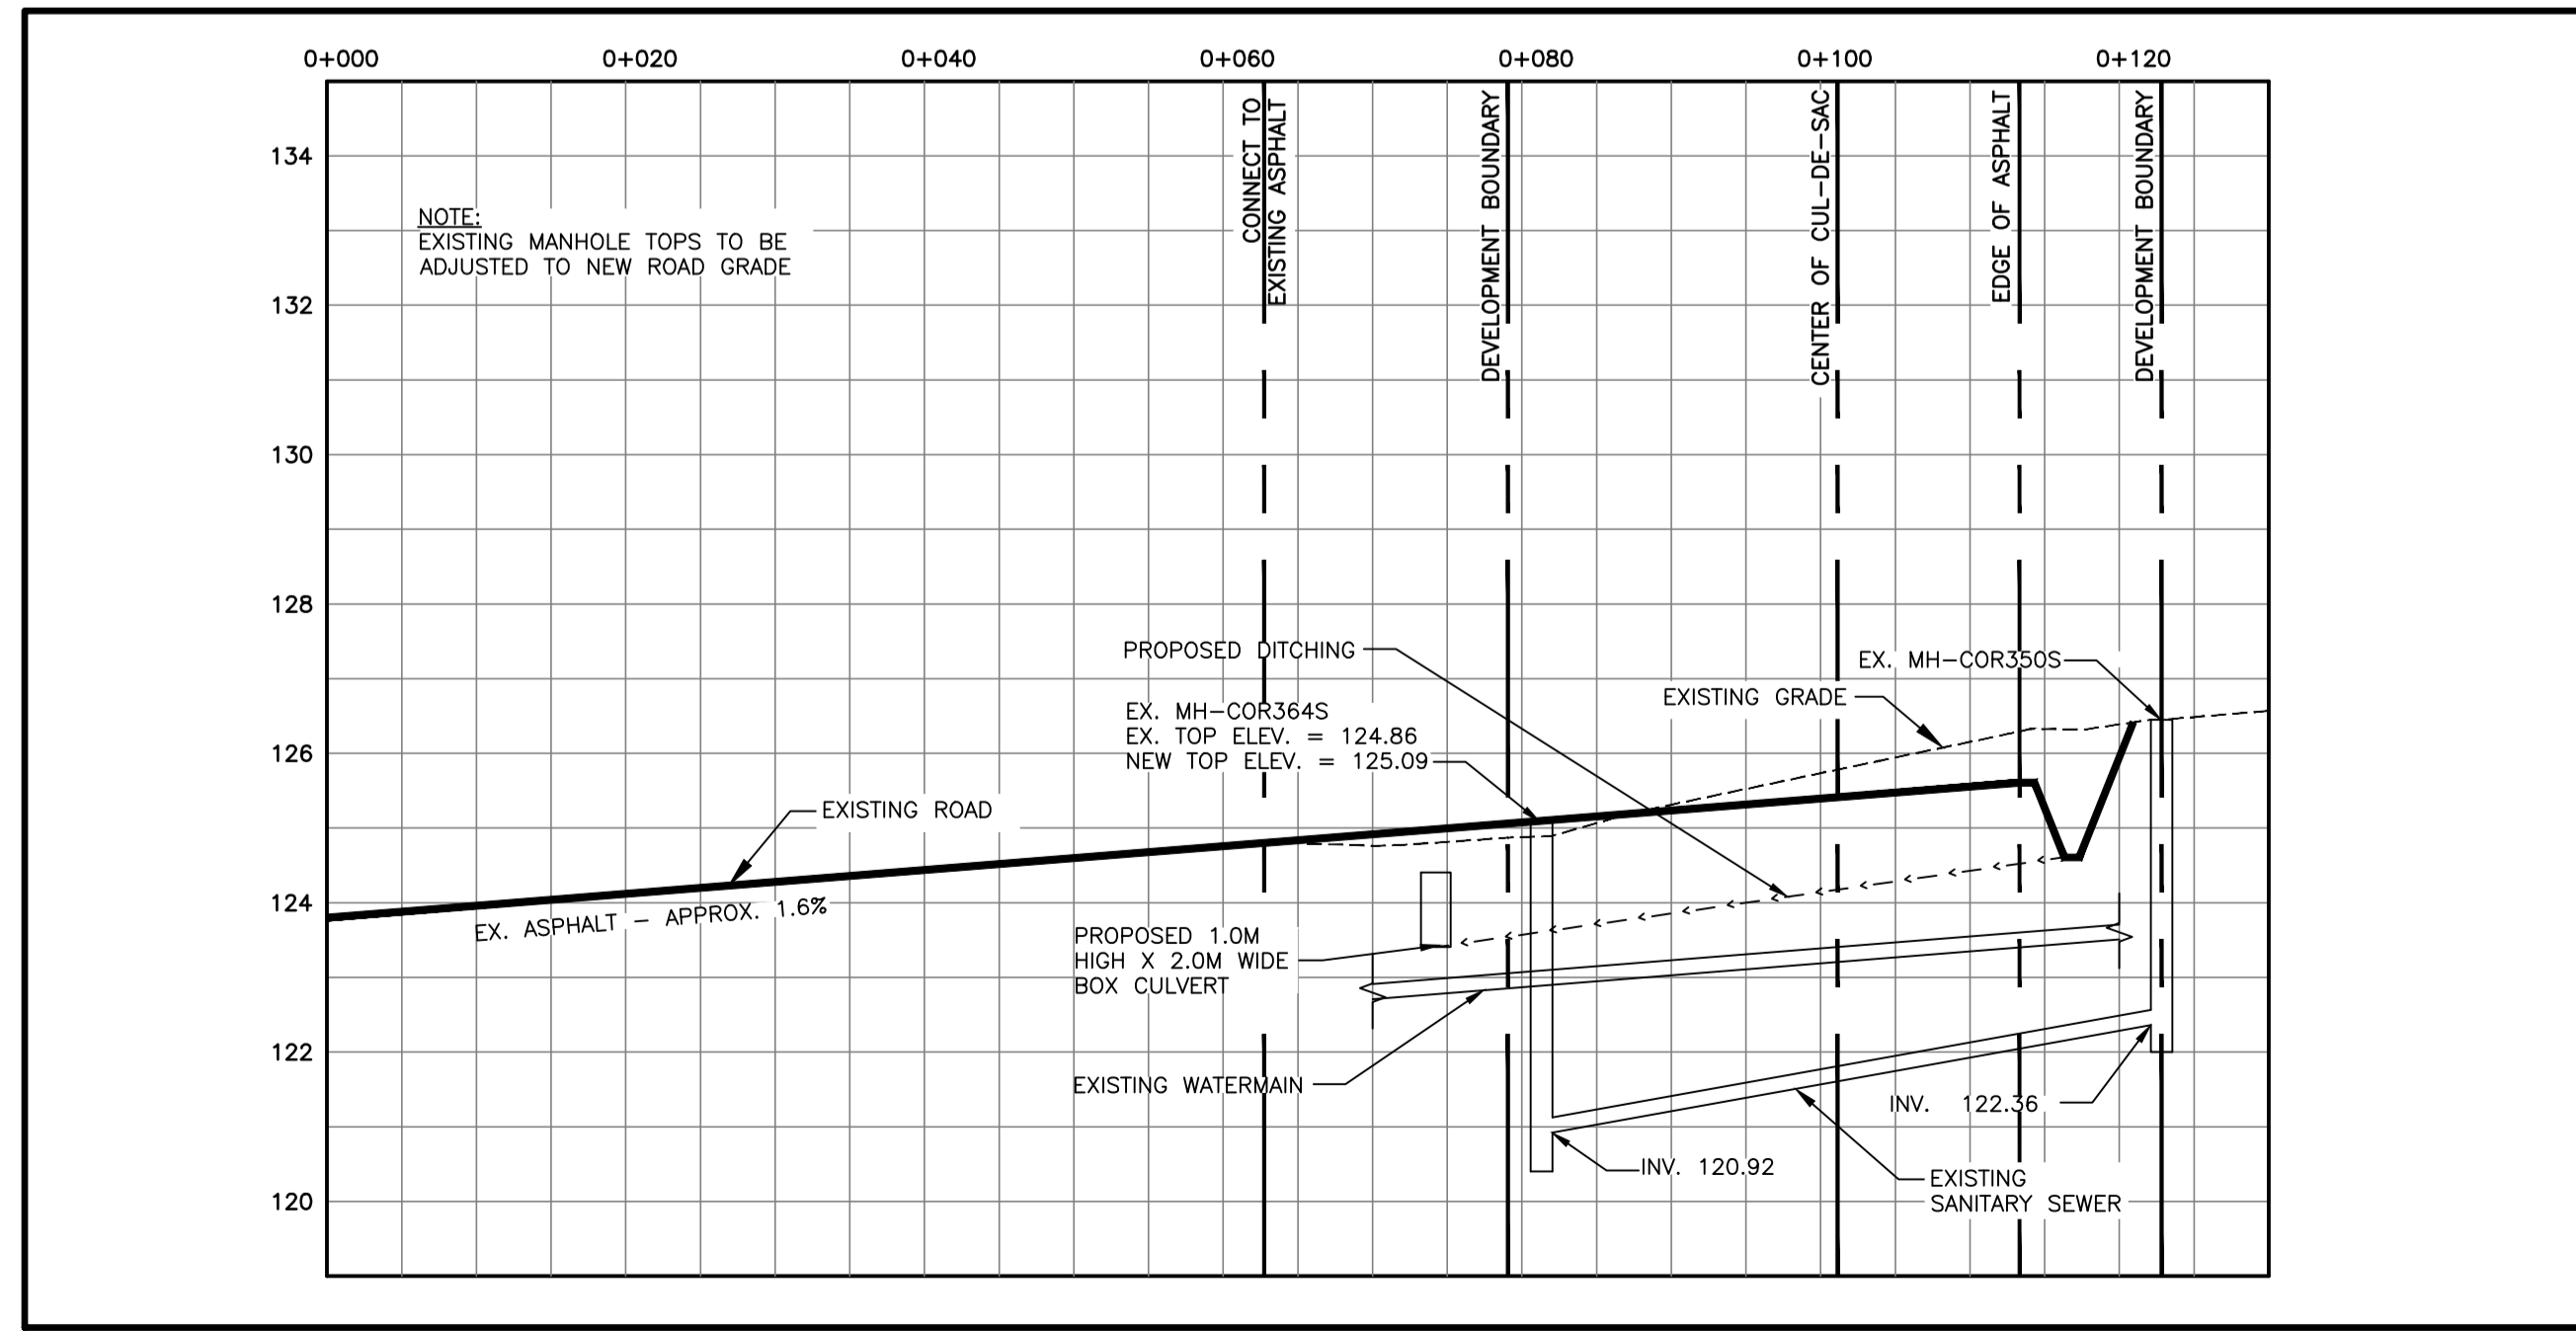 0+000 0+020 0+040 0+060 0+080 0+100 0+120
CONNECT TO
EXISTING ASPHALT
DEVELOPMENT BOUNDARY
CENTER OF CUL-DE-SAC
EDGE OF ASPHALT
DEVELOPMENT BOUNDARY
134
NOTE:
EXISTING MANHOLE TOPS TO BE
ADJUSTED TO NEW ROAD GRADE
132
130
128
PROPOSED DITCHING
EX. MH-COR350S
EXISTING GRADE
EX. MH-COR364S
EX. TOP ELEV. = 124.86
NEW TOP ELEV. = 125.09
126
EXISTING ROAD
124
EX. ASPHALT - APPROX. 1.6%
PROPOSED 1.0M
HIGH X 2.0M WIDE
BOX CULVERT
122
EXISTING WATERMAIN
INV. 122.36
INV. 120.92
EXISTING
SANITARY SEWER
120